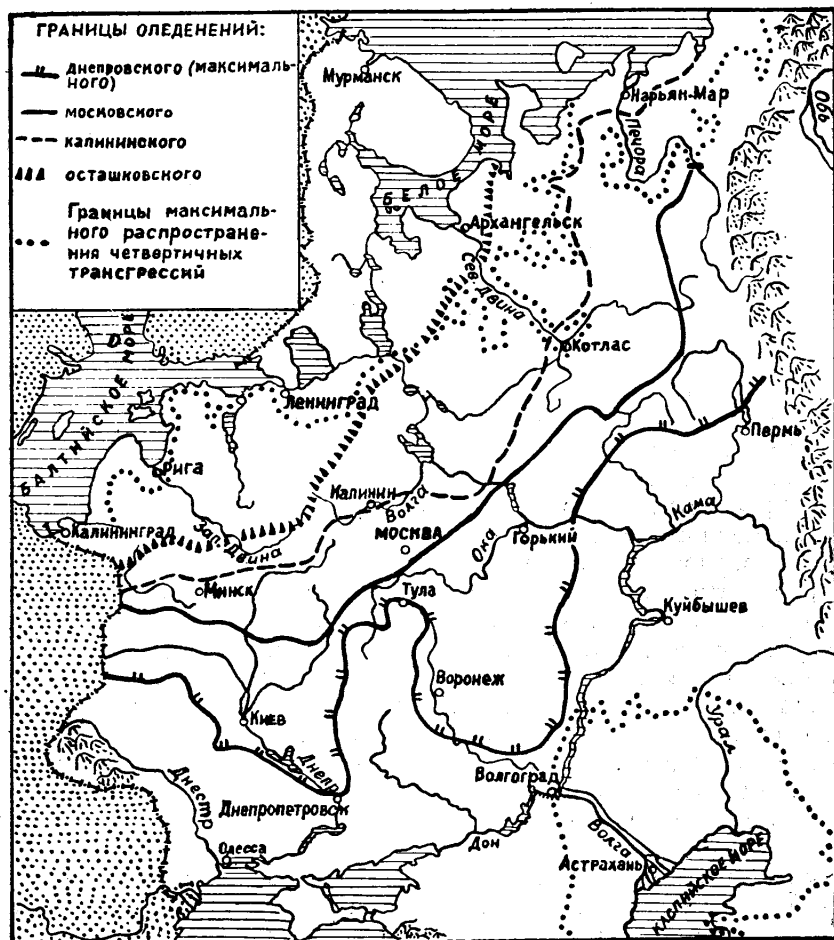 ГРАНИЦЫ ОЛЕДЕНЕНИЙ:
ДНЕПРОВСКОГО (МАКСИМАЛЬ-
НОГО)
МОСКОВСКОГО
КАЛИНИНСКОГО
ОСТАШКОВСКОГО
ГРАНИЦЫ МАКСИМАЛЬ-
НОГО РАСПРОСТРАНЕ-
НИЯ ЧЕТВЕРТИЧНЫХ
ТРАНСГРЕССИЙ
Мурманск
Нарьян-Мар
Обь
Печора
БЕЛОЕ МОРЕ
Архангельск
Сев. Двина
Котлас
БАЛТИЙСКОЕ МОРЕ
Ленинград
Пермь
Рига
Калинин
Волга
Калининград
Зап. Двина
МОСКВА
Ока
Горький
Кама
Минск
Тула
Куйбышев
Воронеж
Киев
Урал
Днепр
Волгоград
Днестр
Днепропетровск
Одесса
Дон
Волга
Астрахань
КАСПИЙСКОЕ МОРЕ